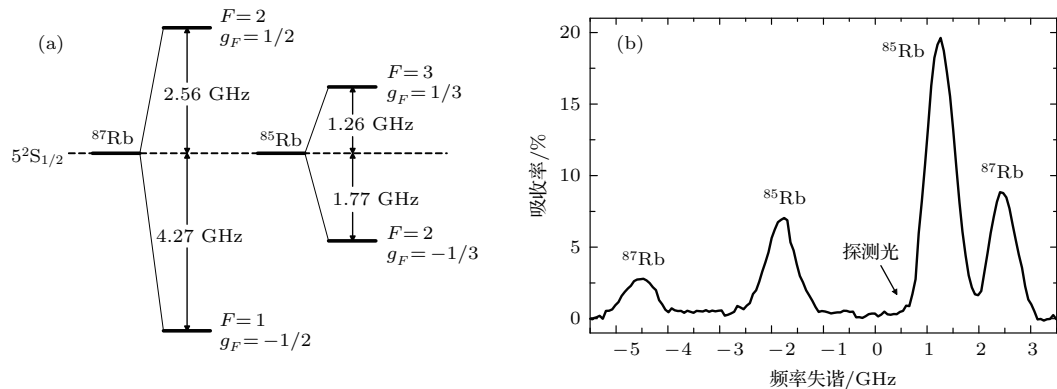 (a)
F=2
g_F=1/2
2.56 GHz
⁸⁷Rb
5²S₁/₂
4.27 GHz
F=1
g_F=−1/2
F=3
g_F=1/3
⁸⁵Rb
1.26 GHz
1.77 GHz
F=2
g_F=−1/3
(b)
20
15
10
5
0
吸收率/%
⁸⁷Rb
⁸⁵Rb
探测光
⁸⁵Rb
⁸⁷Rb
−5 −4 −3 −2 −1 0 1 2 3
频率失谐/GHz